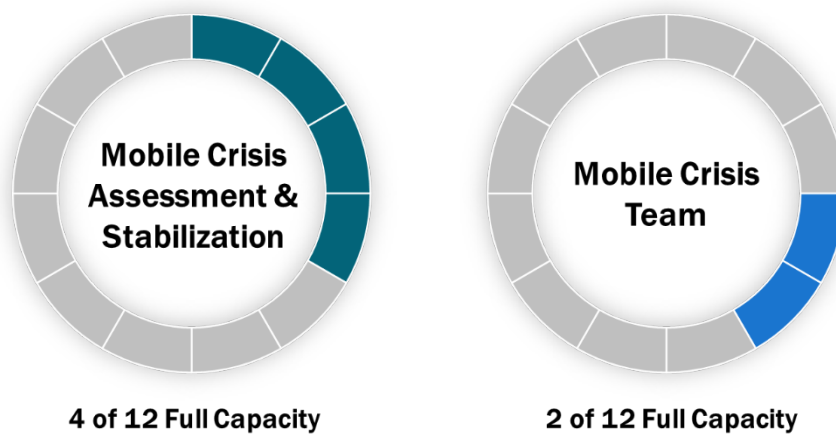 Mobile Crisis
Assessment &
Stabilization
4 of 12 Full Capacity
Mobile Crisis
Team
2 of 12 Full Capacity